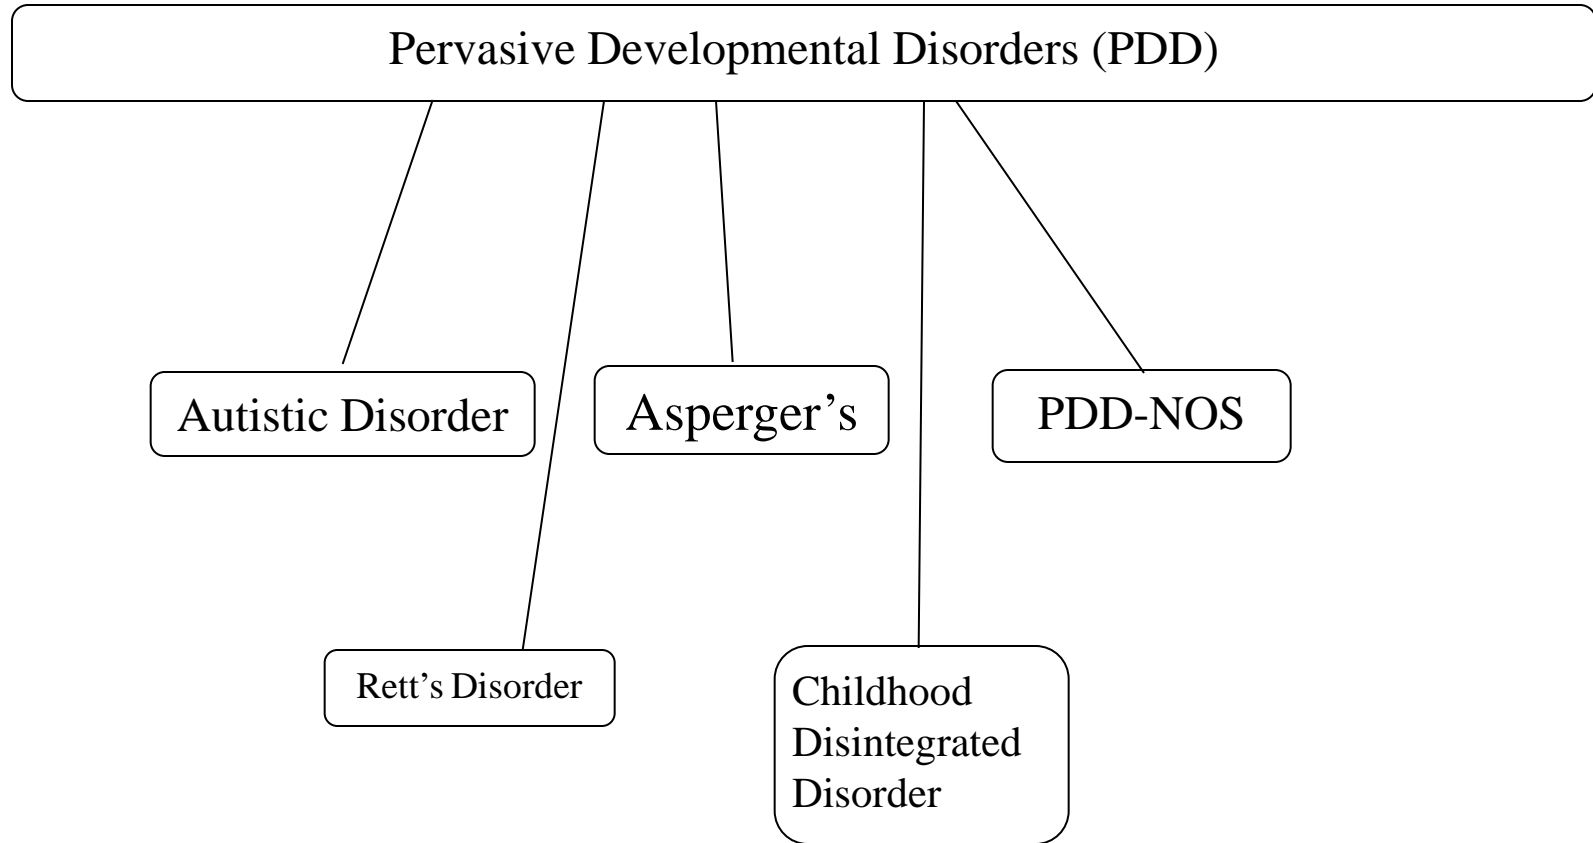 Pervasive Developmental Disorders (PDD)
Autistic Disorder
Asperger’s
PDD-NOS
Rett’s Disorder
Childhood
Disintegrated
Disorder